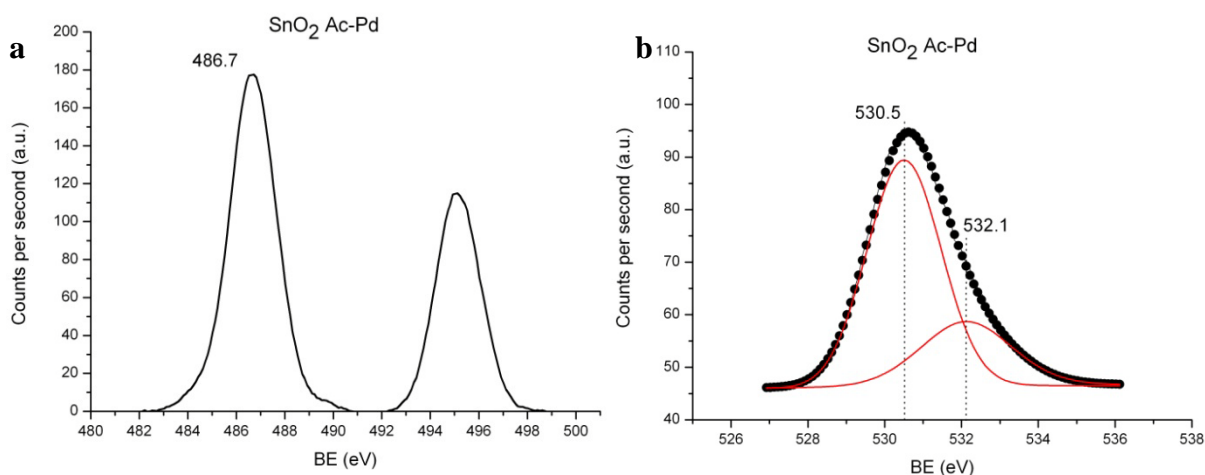 a
SnO2 Ac-Pd
486.7
Counts per second (a.u.)
200
180
160
140
120
100
80
60
40
20
0
480 482 484 486 488 490 492 494 496 498 500
BE (eV)
b
SnO2 Ac-Pd
530.5
532.1
Counts per second (a.u.)
110
100
90
80
70
60
50
40
526 528 530 532 534 536 538
BE (eV)